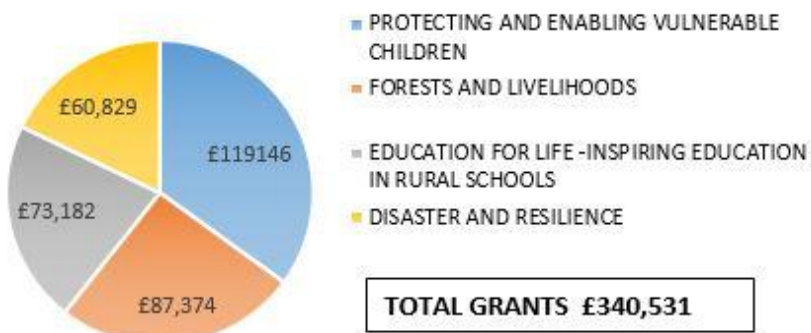 £60,829
£119146
£73,182
£87,374
PROTECTING AND ENABLING VULNERABLE
CHILDREN
FORESTS AND LIVELIHOODS
EDUCATION FOR LIFE -INSPIRING EDUCATION
IN RURAL SCHOOLS
DISASTER AND RESILIENCE
TOTAL GRANTS £340,531